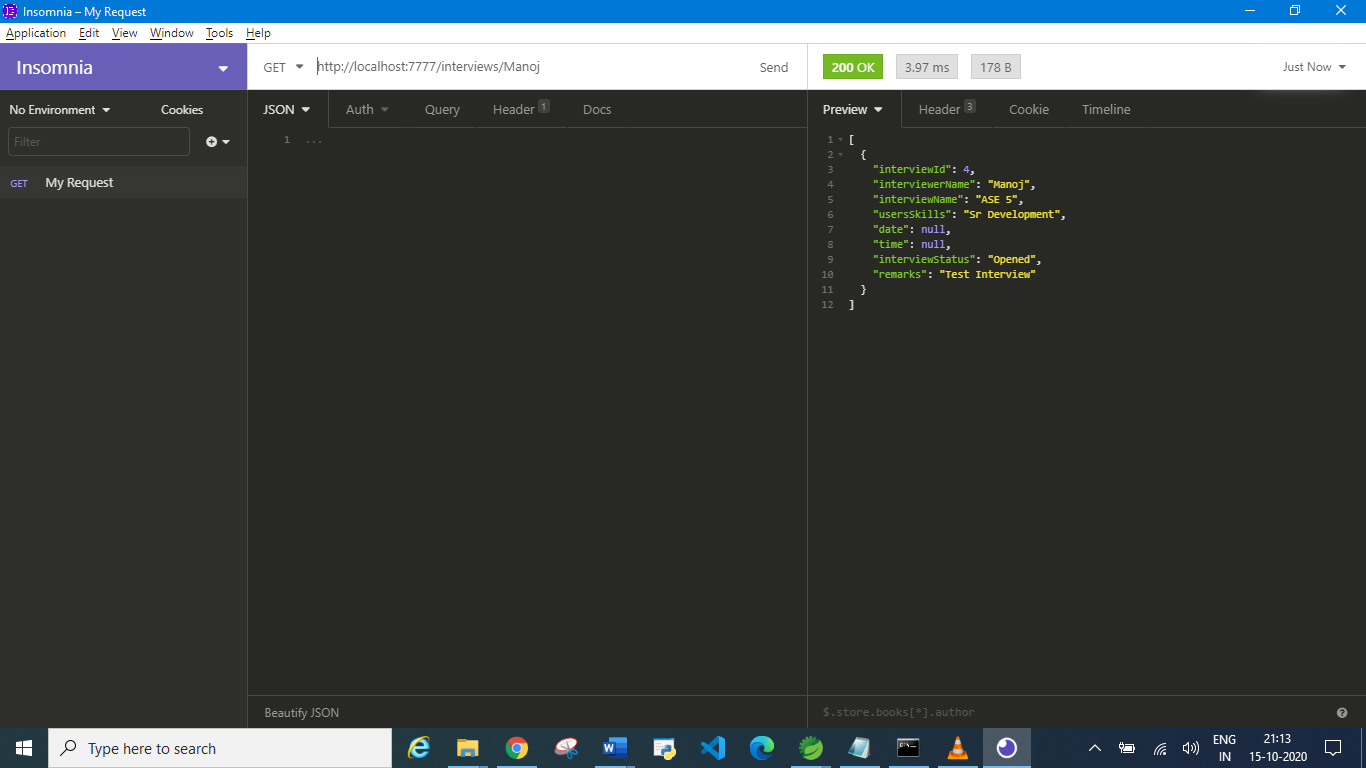 Insomnia – My Request
Application Edit View Window Tools Help
Insomnia
GET http://localhost:7777/interviews/Manoj Send
200 OK 3.97 ms 178 B Just Now
No Environment Cookies
JSON Auth Query Header 1 Docs
Preview Header 3 Cookie Timeline
Filter
GET My Request
1 ...
1 [
2 {
3 "interviewId": 4,
4 "interviewerName": "Manoj",
5 "interviewName": "ASE 5",
6 "usersSkills": "Sr Development",
7 "date": null,
8 "time": null,
9 "interviewStatus": "Opened",
10 "remarks": "Test Interview"
11 }
12 ]
Beautify JSON
$.store.books[*].author
Type here to search
ENG
IN
21:13
15-10-2020